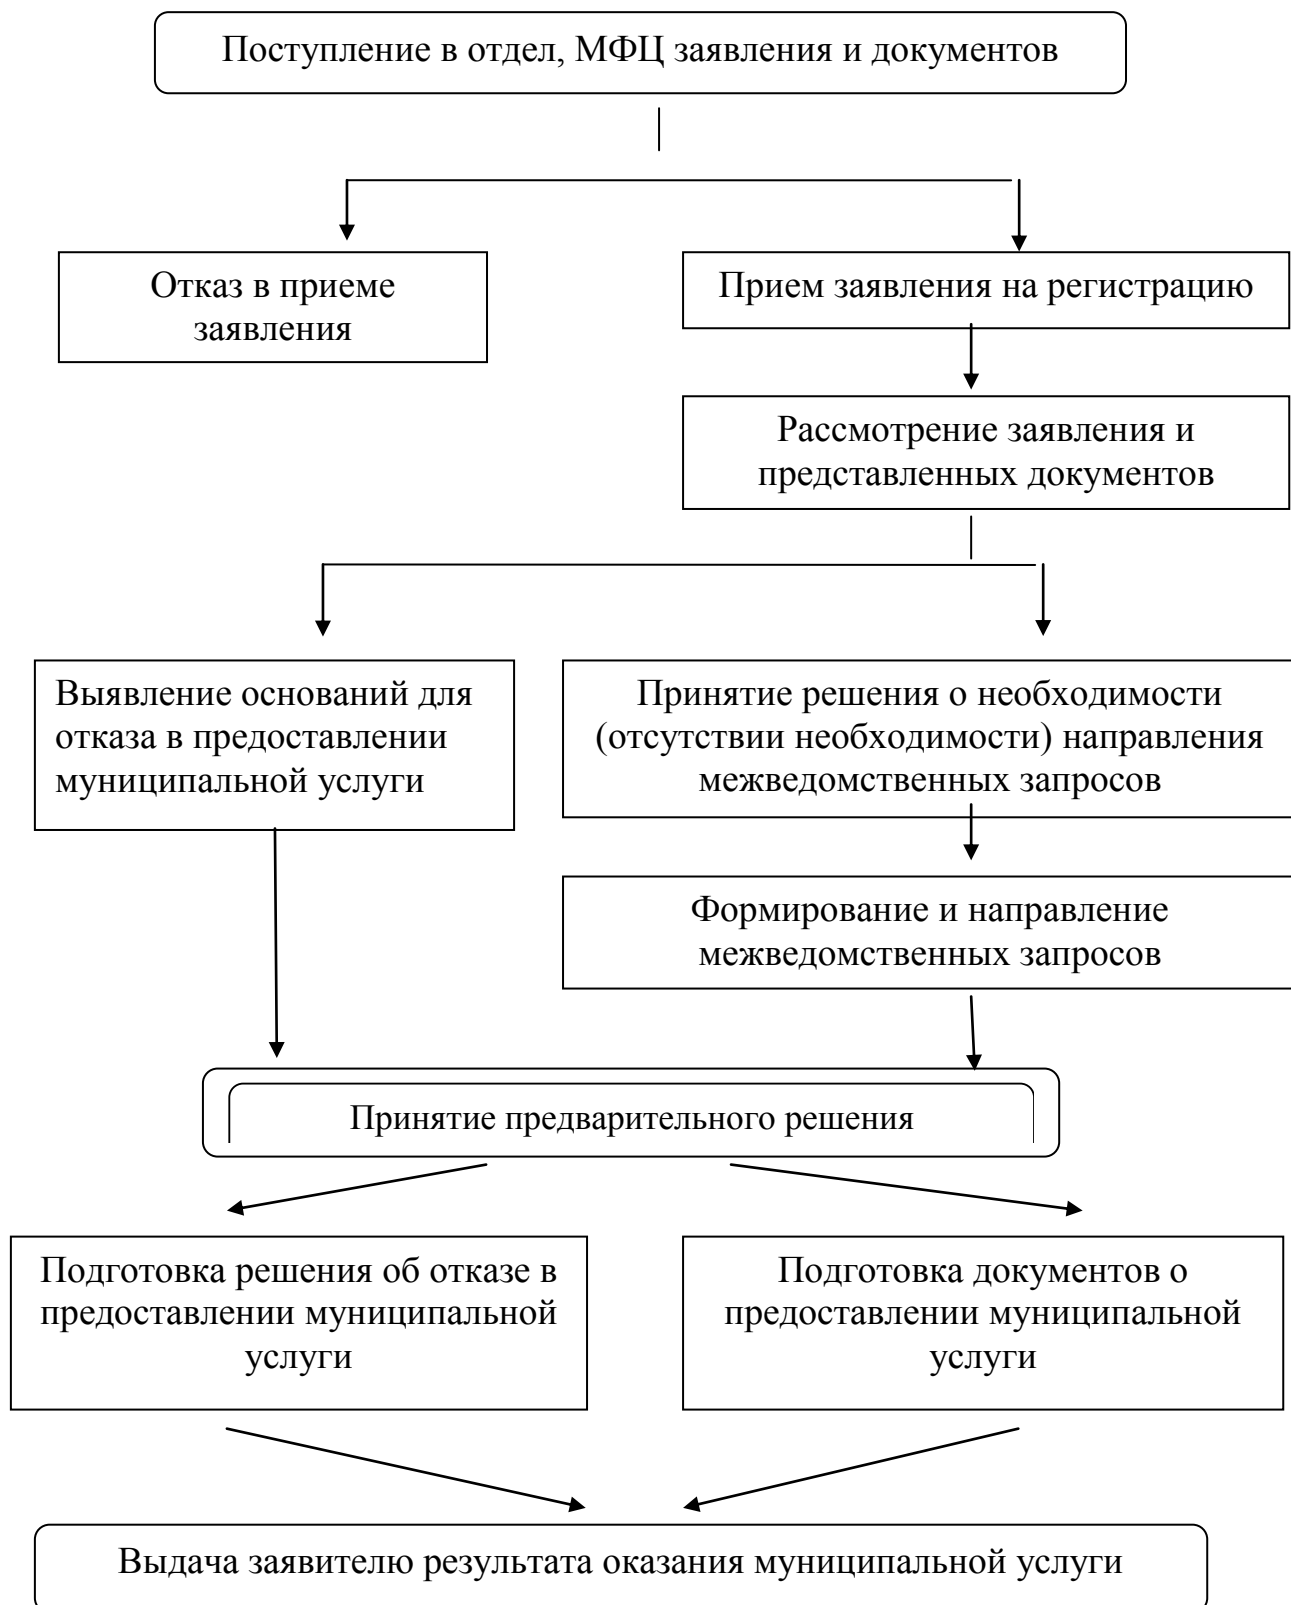 Поступление в отдел, МФЦ заявления и документов
Отказ в приеме
заявления
Прием заявления на регистрацию
Рассмотрение заявления и
представленных документов
Выявление оснований для
отказа в предоставлении
муниципальной услуги
Принятие решения о необходимости
(отсутствии необходимости) направления
межведомственных запросов
Формирование и направление
межведомственных запросов
Принятие предварительного решения
Подготовка решения об отказе в
предоставлении муниципальной
услуги
Подготовка документов о
предоставлении муниципальной
услуги
Выдача заявителю результата оказания муниципальной услуги